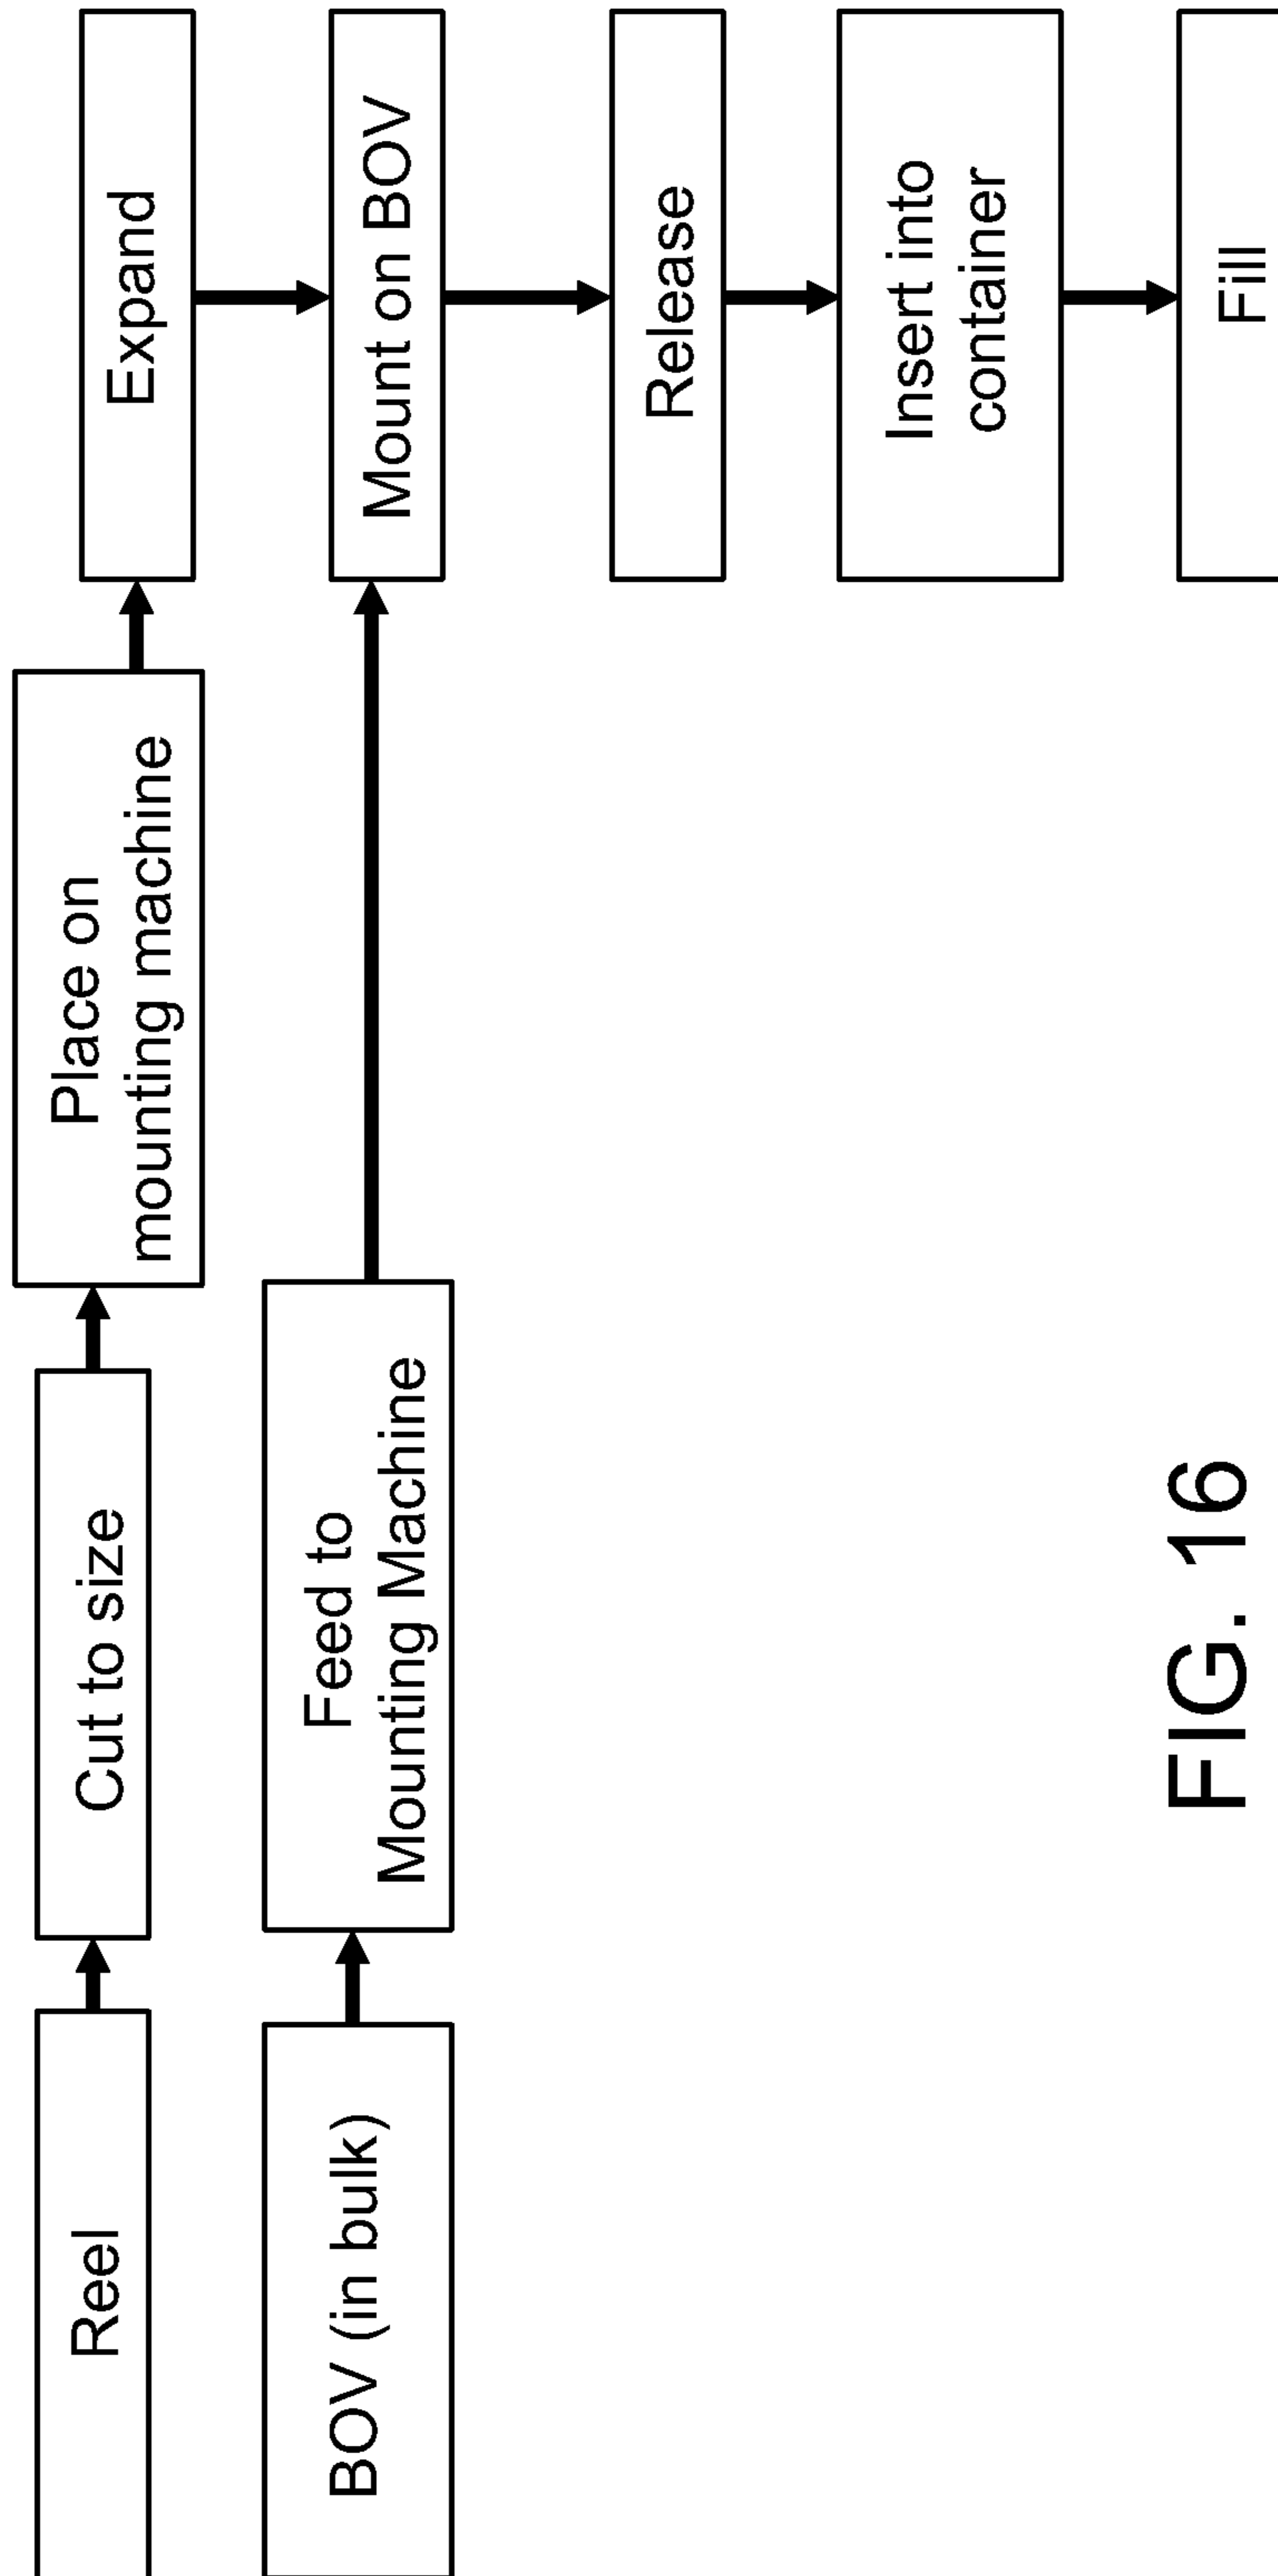 Reel
Cut to size
Place on
mounting machine
Expand
BOV (in bulk)
Feed to
Mounting Machine
Mount on BOV
Release
Insert into
container
Fill
FIG. 16